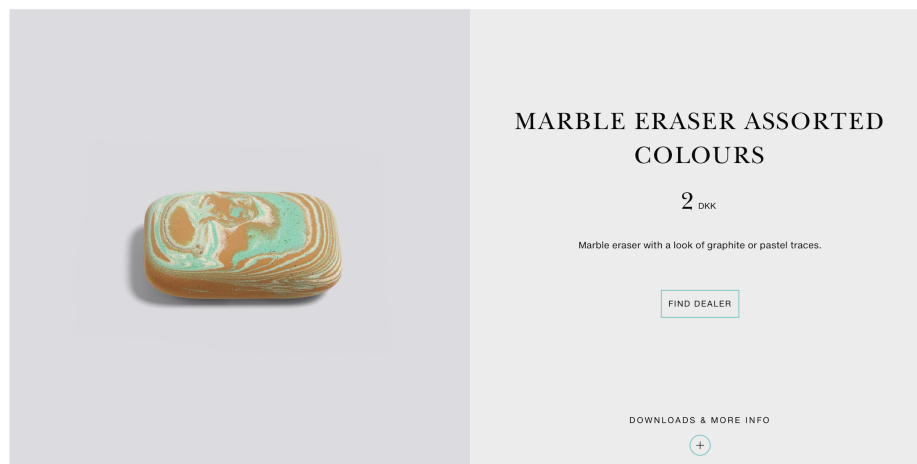 MARBLE ERASER ASSORTED
COLOURS
2 DKK
Marble eraser with a look of graphite or pastel traces.
FIND DEALER
DOWNLOADS & MORE INFO